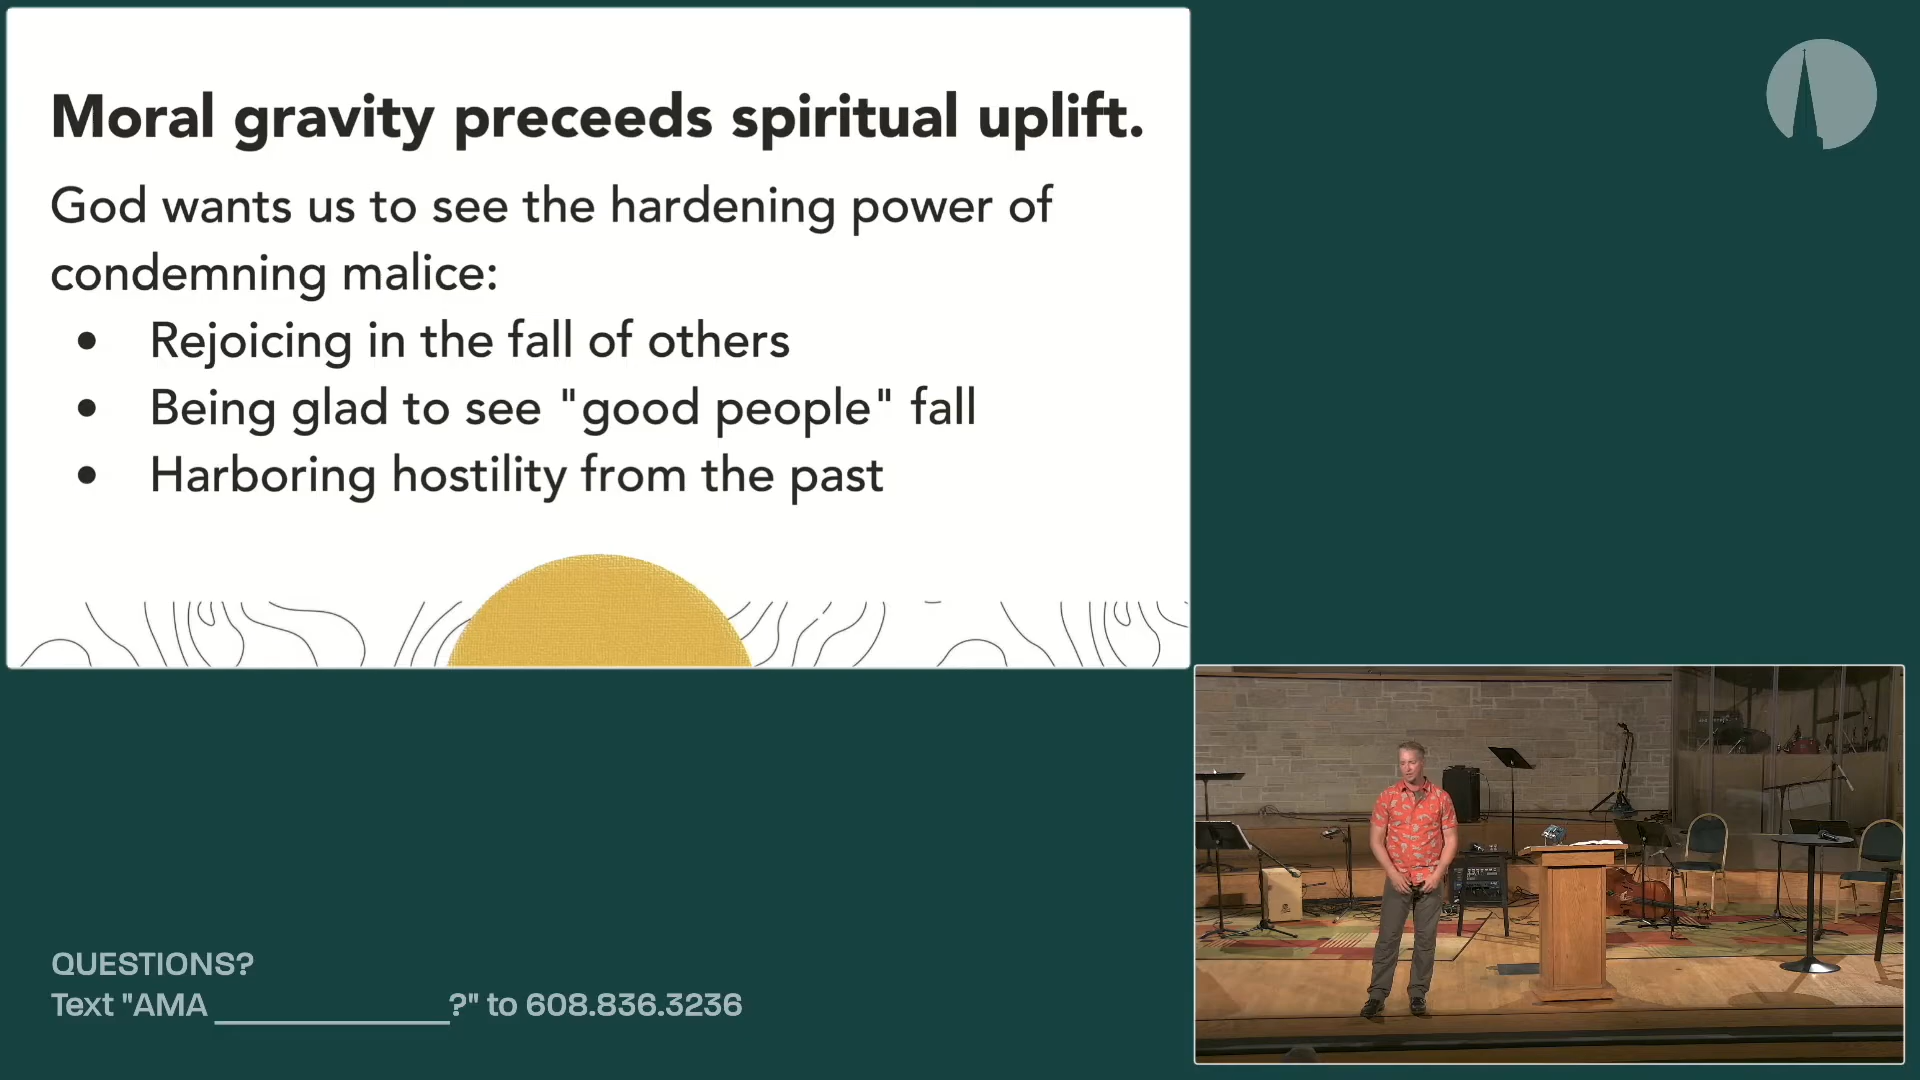 Moral gravity preceeds spiritual uplift.
God wants us to see the hardening power of
condemning malice:
• Rejoicing in the fall of others
• Being glad to see "good people" fall
• Harboring hostility from the past
QUESTIONS?
Text "AMA ______________?" to 608.836.3236